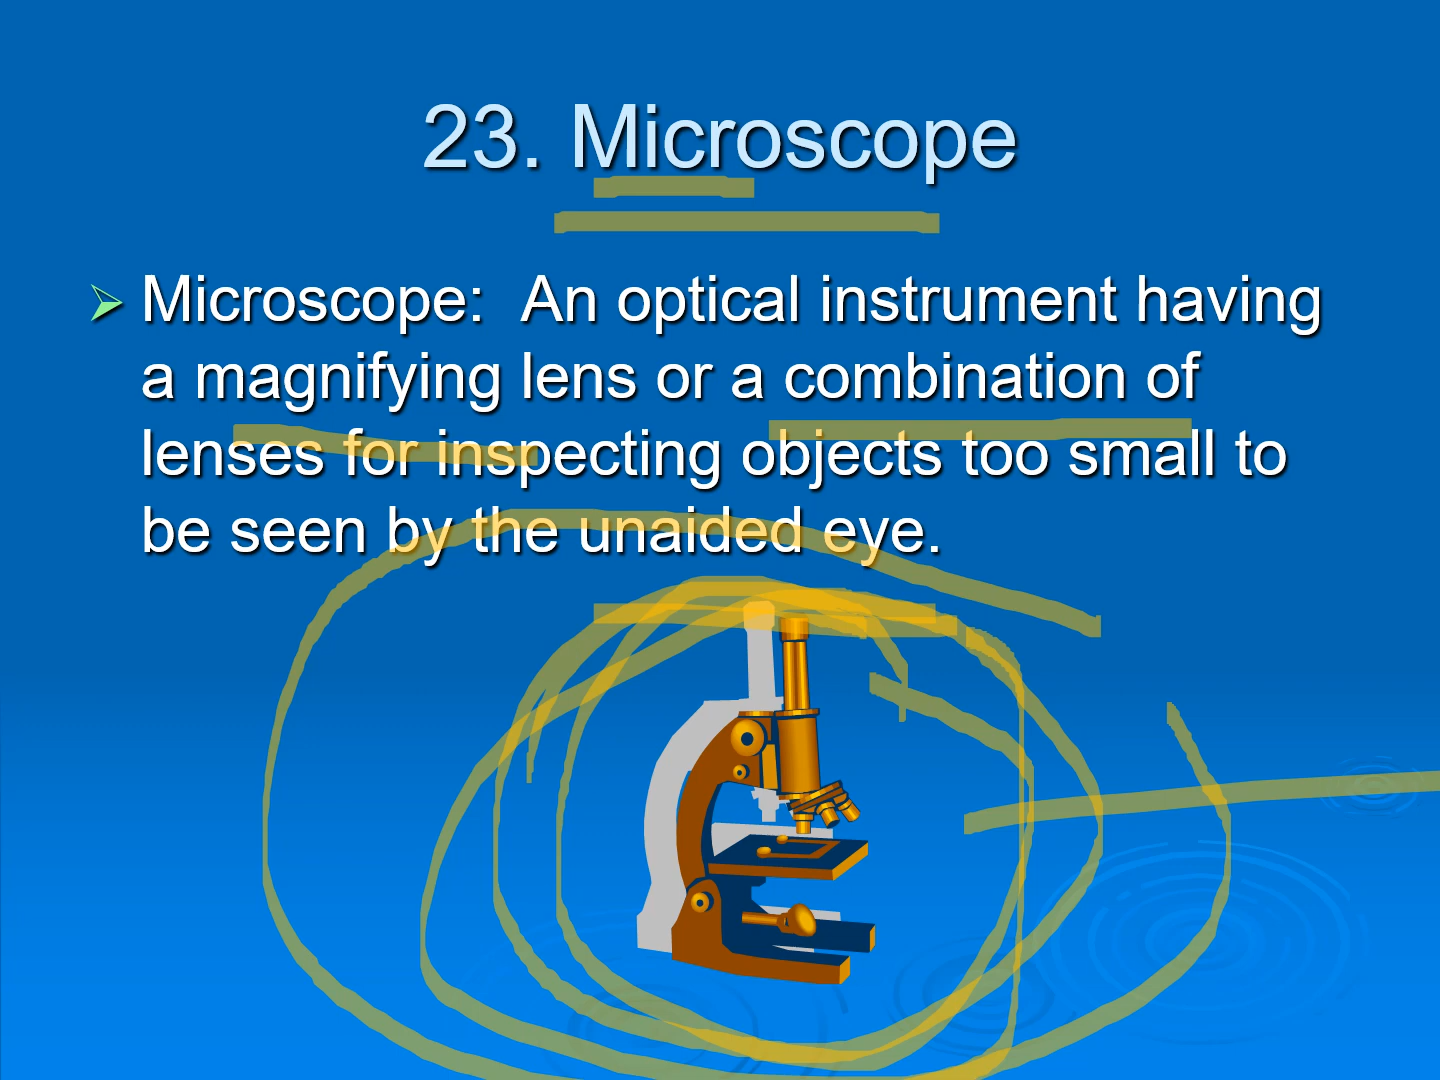 23. Microscope
Microscope: An optical instrument having
a magnifying lens or a combination of
lenses for inspecting objects too small to
be seen by the unaided eye.